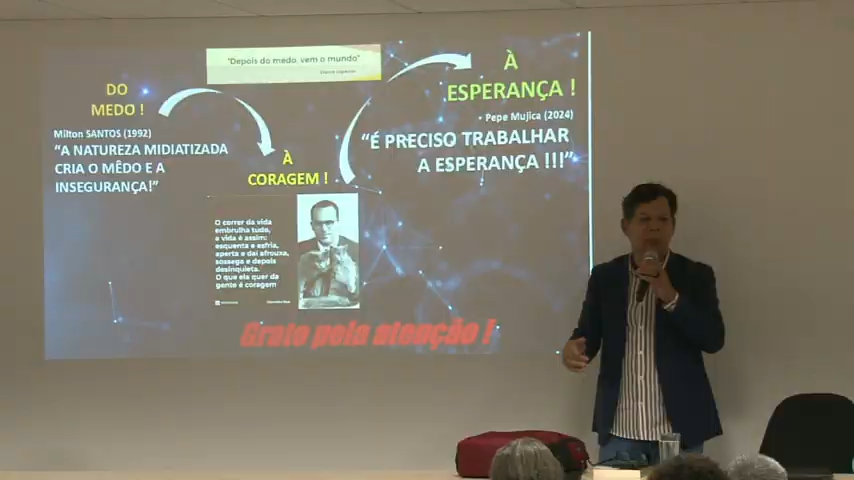 "Depois do medo, vem o mundo"
Clarice Lispector
DO
MEDO !
Milton SANTOS (1992)
"A NATUREZA MIDIATIZADA
CRIA O MÊDO E A
INSEGURANÇA!"
À
CORAGEM !
O correr da vida
embrulha tudo,
a vida é assim:
esquenta e esfria,
aperta e daí afrouxa,
sossega e depois
desinquieta.
O que ela quer da
gente é coragem
À
ESPERANÇA !
• Pepe Mujica (2024)
"É PRECISO TRABALHAR
A ESPERANÇA !!!"
Grato pela atenção !